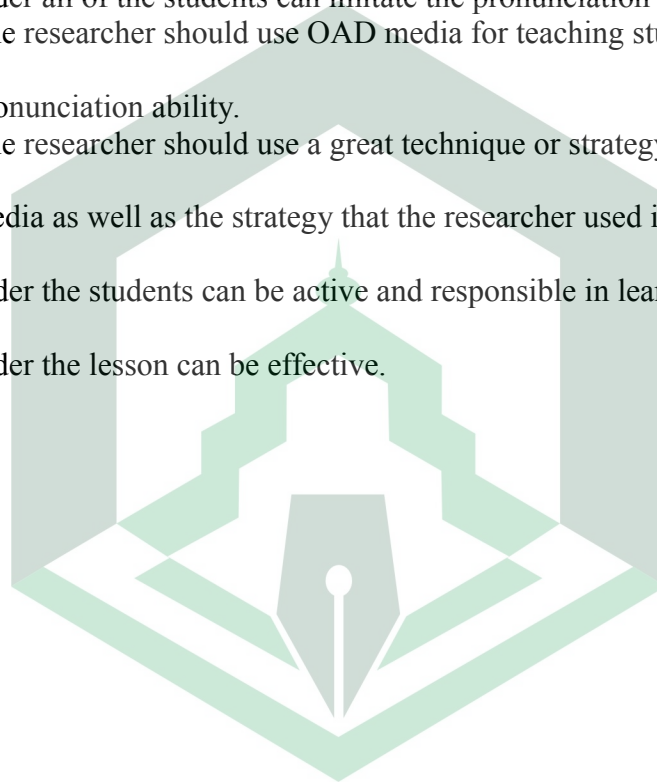 der all of the students can imitate the pronunciation
e researcher should use OAD media for teaching stu
onunciation ability.
e researcher should use a great technique or strategy
edia as well as the strategy that the researcher used i
der the students can be active and responsible in lear
der the lesson can be effective.